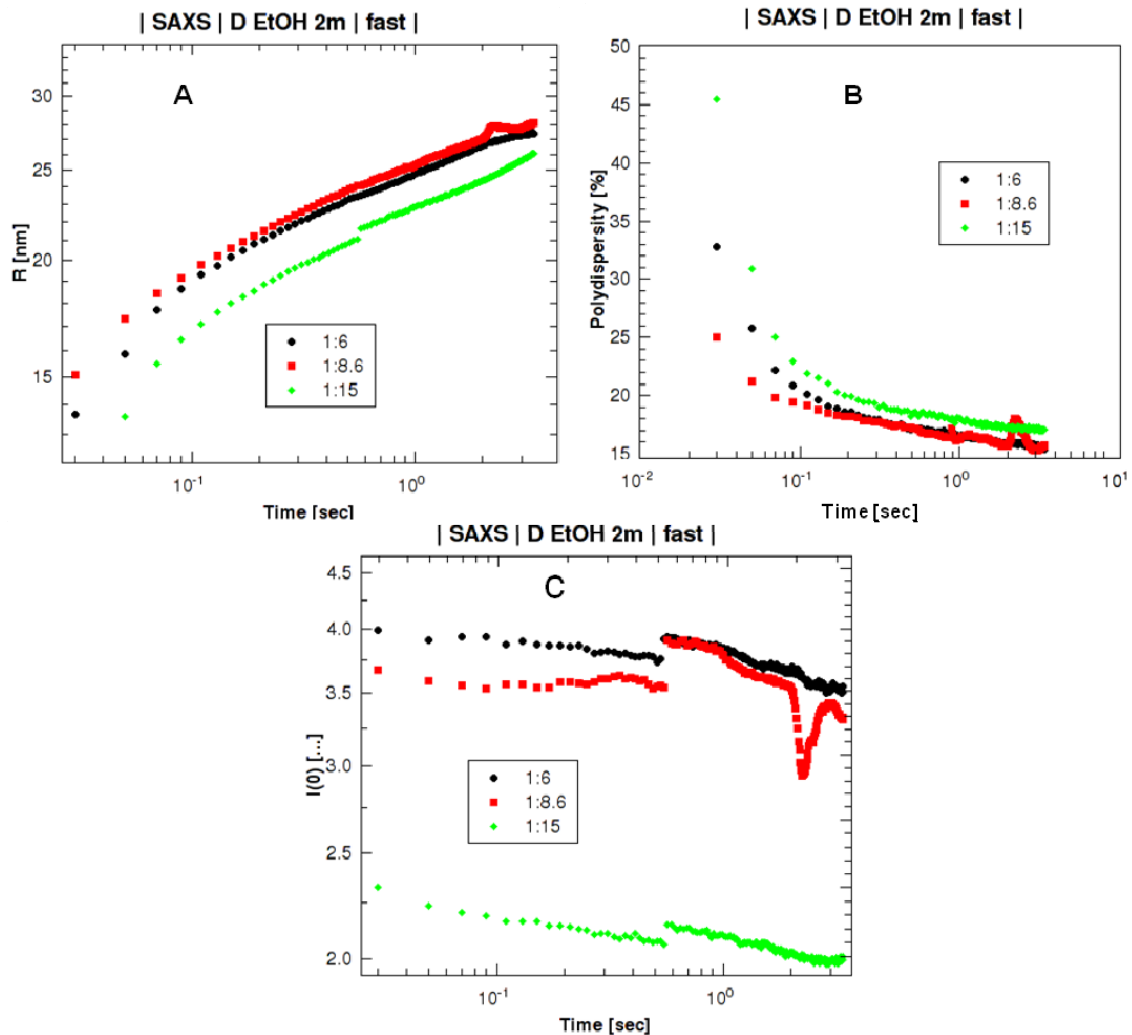 | SAXS | D EtOH 2m | fast |
A
R [nm]
30
25
20
15
1:6
1:8.6
1:15
10⁻¹
10⁰
Time [sec]
| SAXS | D EtOH 2m | fast |
B
Polydispersity [%]
50
45
40
35
30
25
20
15
1:6
1:8.6
1:15
10⁻²
10⁻¹
10⁰
10¹
Time [sec]
| SAXS | D EtOH 2m | fast |
C
I(0) [...]
4.5
4.0
3.5
3.0
2.5
2.0
1:6
1:8.6
1:15
10⁻¹
10⁰
Time [sec]